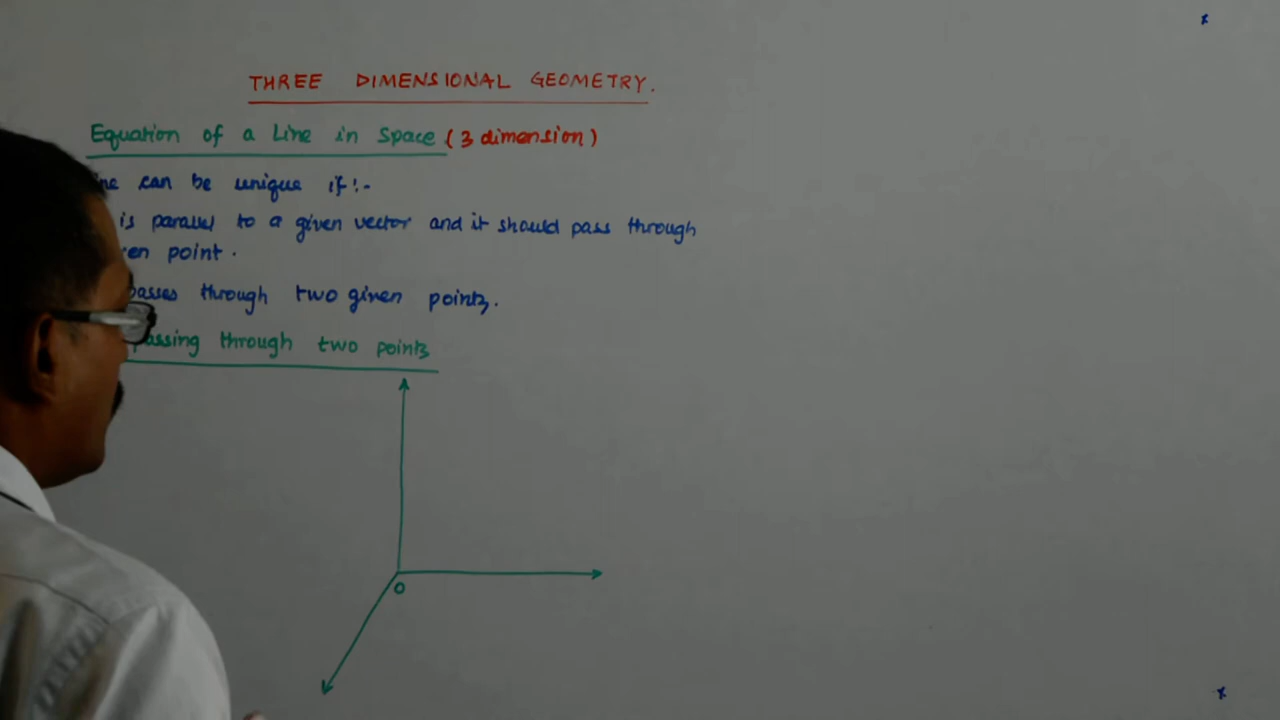 THREE DIMENSIONAL GEOMETRY.
Equation of a Line in Space (3 dimension)
can be unique if :-
is parallel to a given vector and it should pass through
point.
through two given points.
through two points
O
x
x